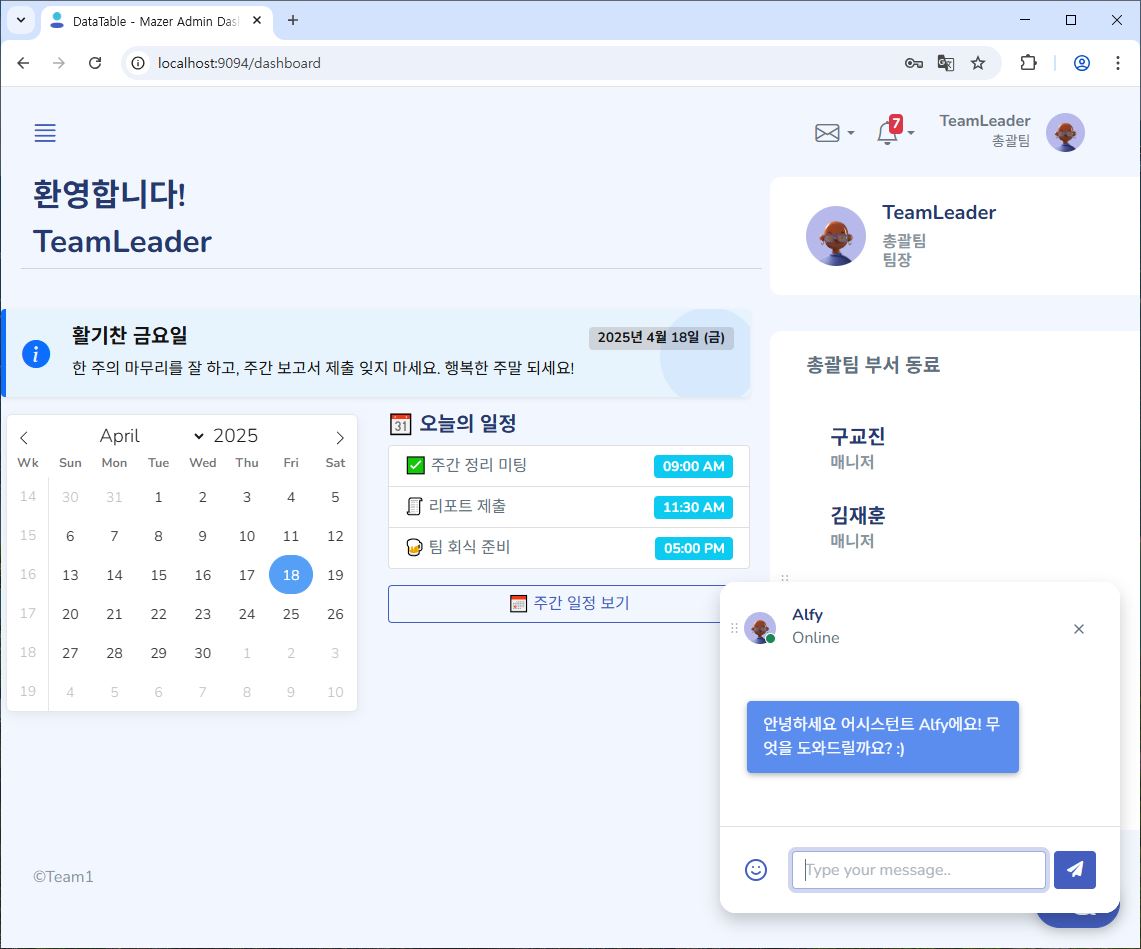 DataTable - Mazer Admin Das
localhost:9094/dashboard
7
TeamLeader
총괄팀
환영합니다!
TeamLeader
TeamLeader
총괄팀
팀장
활기찬 금요일
2025년 4월 18일 (금)
한 주의 마무리를 잘 하고, 주간 보고서 제출 잊지 마세요. 행복한 주말 되세요!
총괄팀 부서 동료
구교진
매니저
김재훈
매니저
April 2025
Wk Sun Mon Tue Wed Thu Fri Sat
14 30 31 1 2 3 4 5
15 6 7 8 9 10 11 12
16 13 14 15 16 17 18 19
17 20 21 22 23 24 25 26
18 27 28 29 30 1 2 3
19 4 5 6 7 8 9 10
31 오늘의 일정
주간 정리 미팅 09:00 AM
리포트 제출 11:30 AM
팀 회식 준비 05:00 PM
주간 일정 보기
Alfy
Online
안녕하세요 어시스턴트 Alfy에요! 무
엇을 도와드릴까요? :)
Type your message..
©Team1